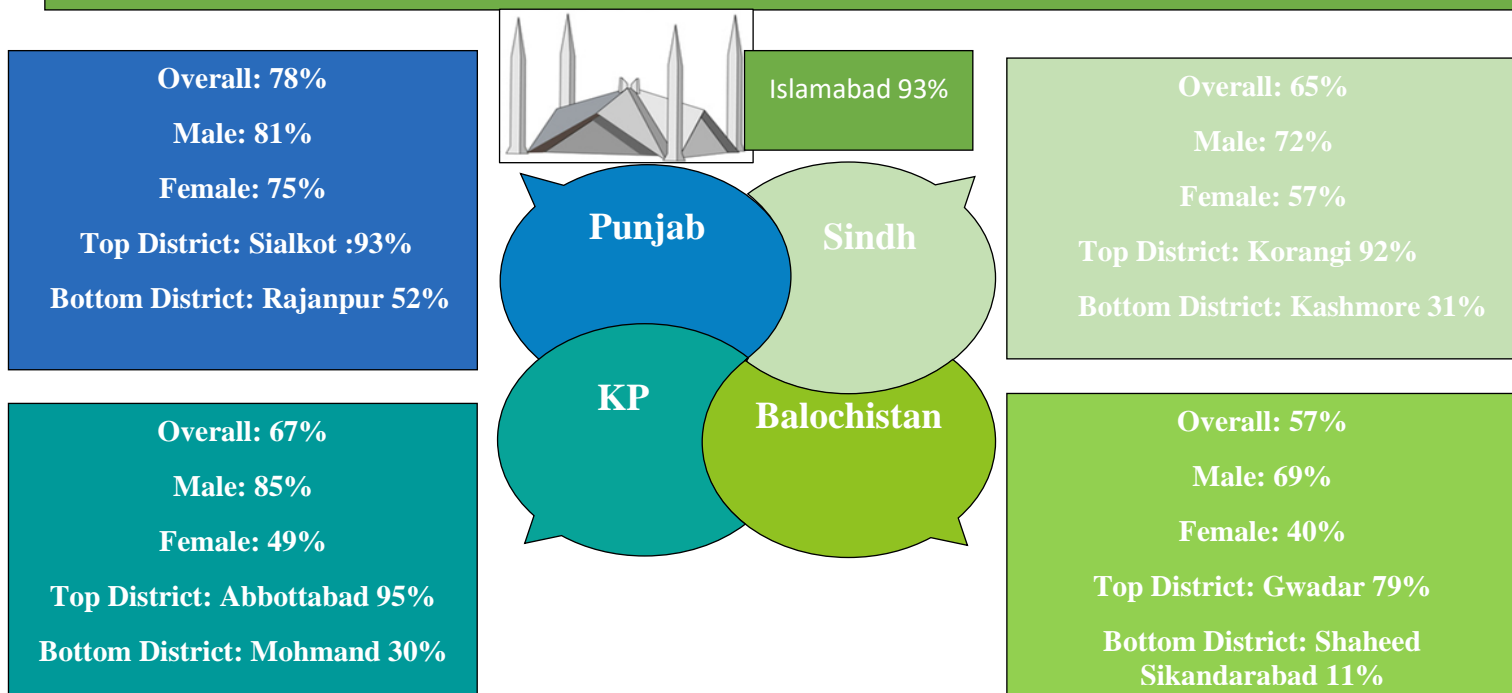 Overall: 78%
Male: 81%
Female: 75%
Top District: Sialkot :93%
Bottom District: Rajanpur 52%
Islamabad 93%
Overall: 65%
Male: 72%
Female: 57%
Top District: Korangi 92%
Bottom District: Kashmore 31%
Punjab
Sindh
KP
Balochistan
Overall: 67%
Male: 85%
Female: 49%
Top District: Abbottabad 95%
Bottom District: Mohmand 30%
Overall: 57%
Male: 69%
Female: 40%
Top District: Gwadar 79%
Bottom District: Shaheed
Sikandarabad 11%